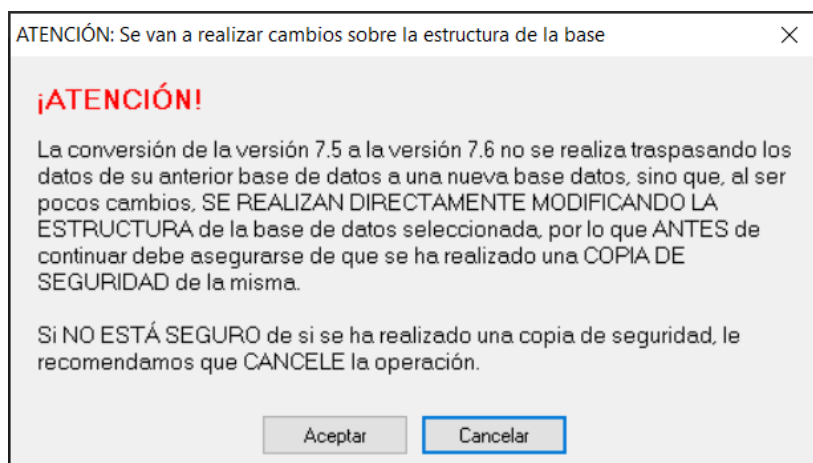 ATENCIÓN: Se van a realizar cambios sobre la estructura de la base
¡ATENCIÓN!
La conversión de la versión 7.5 a la versión 7.6 no se realiza traspasando los
datos de su anterior base de datos a una nueva base datos, sino que, al ser
pocos cambios, SE REALIZAN DIRECTAMENTE MODIFICANDO LA
ESTRUCTURA de la base de datos seleccionada, por lo que ANTES de
continuar debe asegurarse de que se ha realizado una COPIA DE
SEGURIDAD de la misma.
Si NO ESTÁ SEGURO de si se ha realizado una copia de seguridad, le
recomendamos que CANCELE la operación.
Aceptar
Cancelar